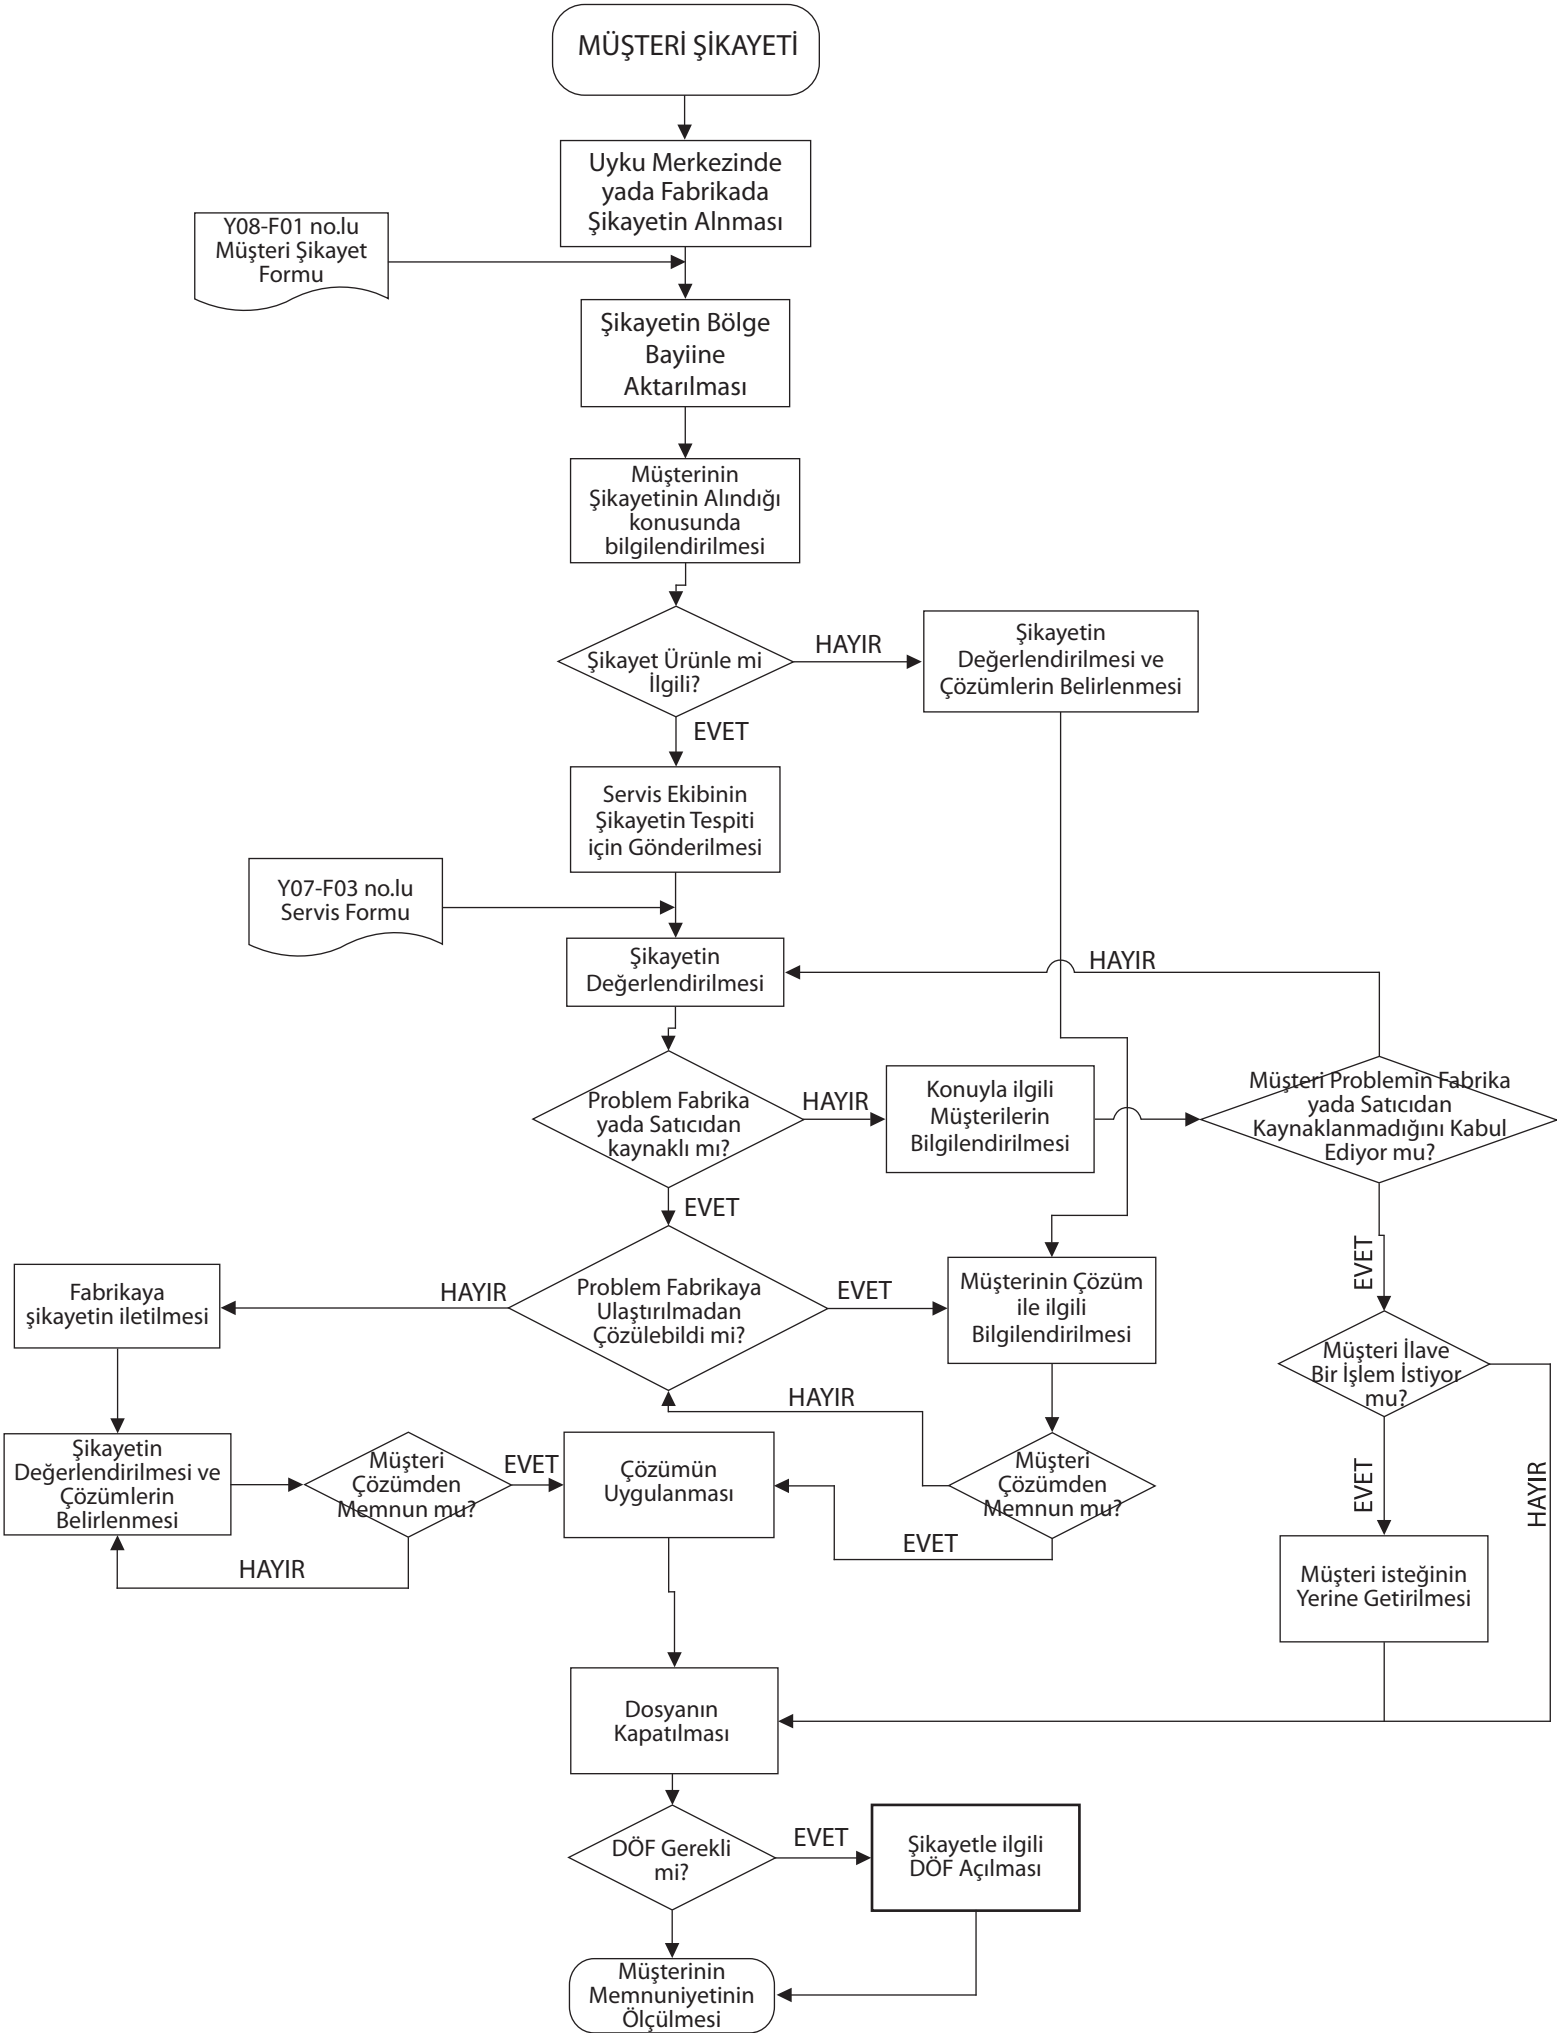 MÜŞTERİ ŞİKAYETİ
Uyku Merkezinde
yada Fabrikada
Şikayetin Alnması
Y08-F01 no.lu
Müşteri Şikayet
Formu
Şikayetin Bölge
Bayiine
Aktarılması
Müşterinin
Şikayetinin Alındığı
konusunda
bilgilendirilmesi
Şikayet Ürünle mi
İlgili?
HAYIR
Şikayetin
Değerlendirilmesi ve
Çözümlerin Belirlenmesi
EVET
Servis Ekibinin
Şikayetin Tespiti
için Gönderilmesi
Y07-F03 no.lu
Servis Formu
Şikayetin
Değerlendirilmesi
HAYIR
Problem Fabrika
yada Satıcıdan
kaynaklı mı?
HAYIR
Konuyla ilgili
Müşterilerin
Bilgilendirilmesi
Müşteri Problemin Fabrika
yada Satıcıdan
Kaynaklanmadığını Kabul
Ediyor mu?
EVET
EVET
Fabrikaya
şikayetin iletilmesi
HAYIR
Problem Fabrikaya
Ulaştırılmadan
Çözülebildi mi?
EVET
Müşterinin Çözüm
ile ilgili
Bilgilendirilmesi
Müşteri İlave
Bir İşlem İstiyor
mu?
HAYIR
Şikayetin
Değerlendirilmesi ve
Çözümlerin
Belirlenmesi
Müşteri
Çözümden
Memnun mu?
EVET
Çözümün
Uygulanması
Müşteri
Çözümden
Memnun mu?
EVET
HAYIR
HAYIR
EVET
Müşteri isteğinin
Yerine Getirilmesi
Dosyanın
Kapatılması
DÖF Gerekli
mi?
EVET
Şikayetle ilgili
DÖF Açılması
Müşterinin
Memnuniyetinin
Ölçülmesi